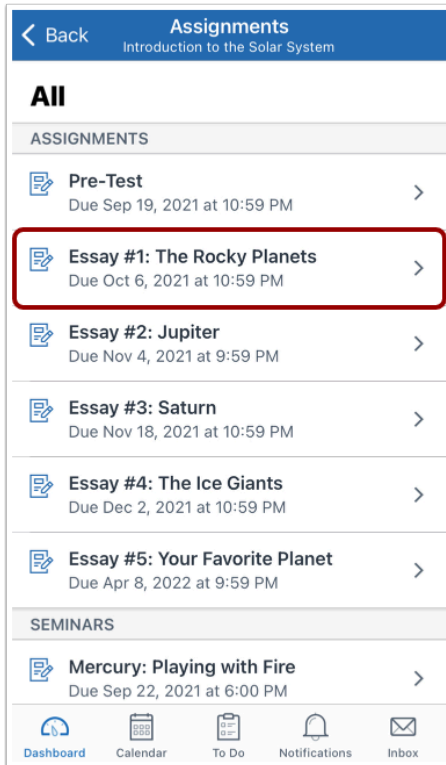 Back
Assignments
Introduction to the Solar System
All
ASSIGNMENTS
Pre-Test
Due Sep 19, 2021 at 10:59 PM
Essay #1: The Rocky Planets
Due Oct 6, 2021 at 10:59 PM
Essay #2: Jupiter
Due Nov 4, 2021 at 9:59 PM
Essay #3: Saturn
Due Nov 18, 2021 at 10:59 PM
Essay #4: The Ice Giants
Due Dec 2, 2021 at 10:59 PM
Essay #5: Your Favorite Planet
Due Apr 8, 2022 at 9:59 PM
SEMINARS
Mercury: Playing with Fire
Due Sep 22, 2021 at 6:00 PM
Dashboard Calendar To Do Notifications Inbox